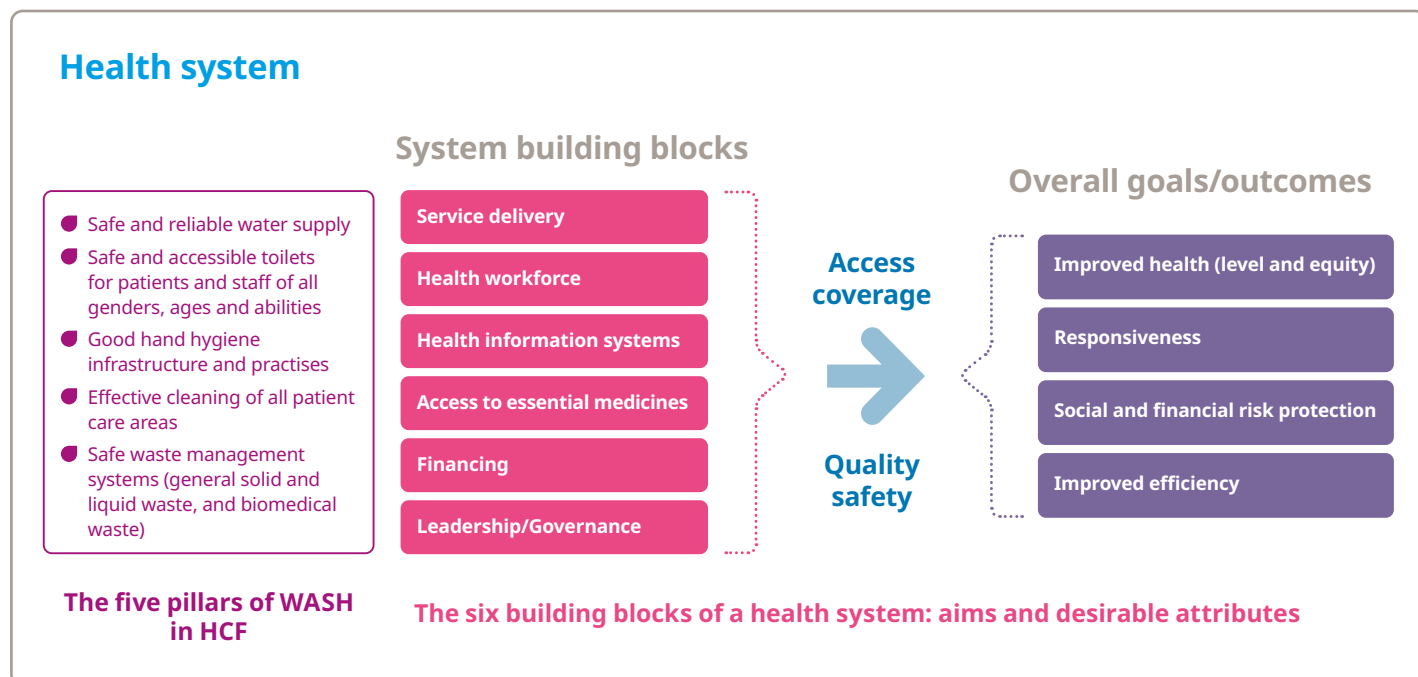 Health system
System building blocks
Overall goals/outcomes
Safe and reliable water supply
Safe and accessible toilets
for patients and staff of all
genders, ages and abilities
Good hand hygiene
infrastructure and practises
Effective cleaning of all patient
care areas
Safe waste management
systems (general solid and
liquid waste, and biomedical
waste)
The five pillars of WASH
in HCF
Service delivery
Health workforce
Health information systems
Access to essential medicines
Financing
Leadership/Governance
Access
coverage
Quality
safety
Improved health (level and equity)
Responsiveness
Social and financial risk protection
Improved efficiency
The six building blocks of a health system: aims and desirable attributes